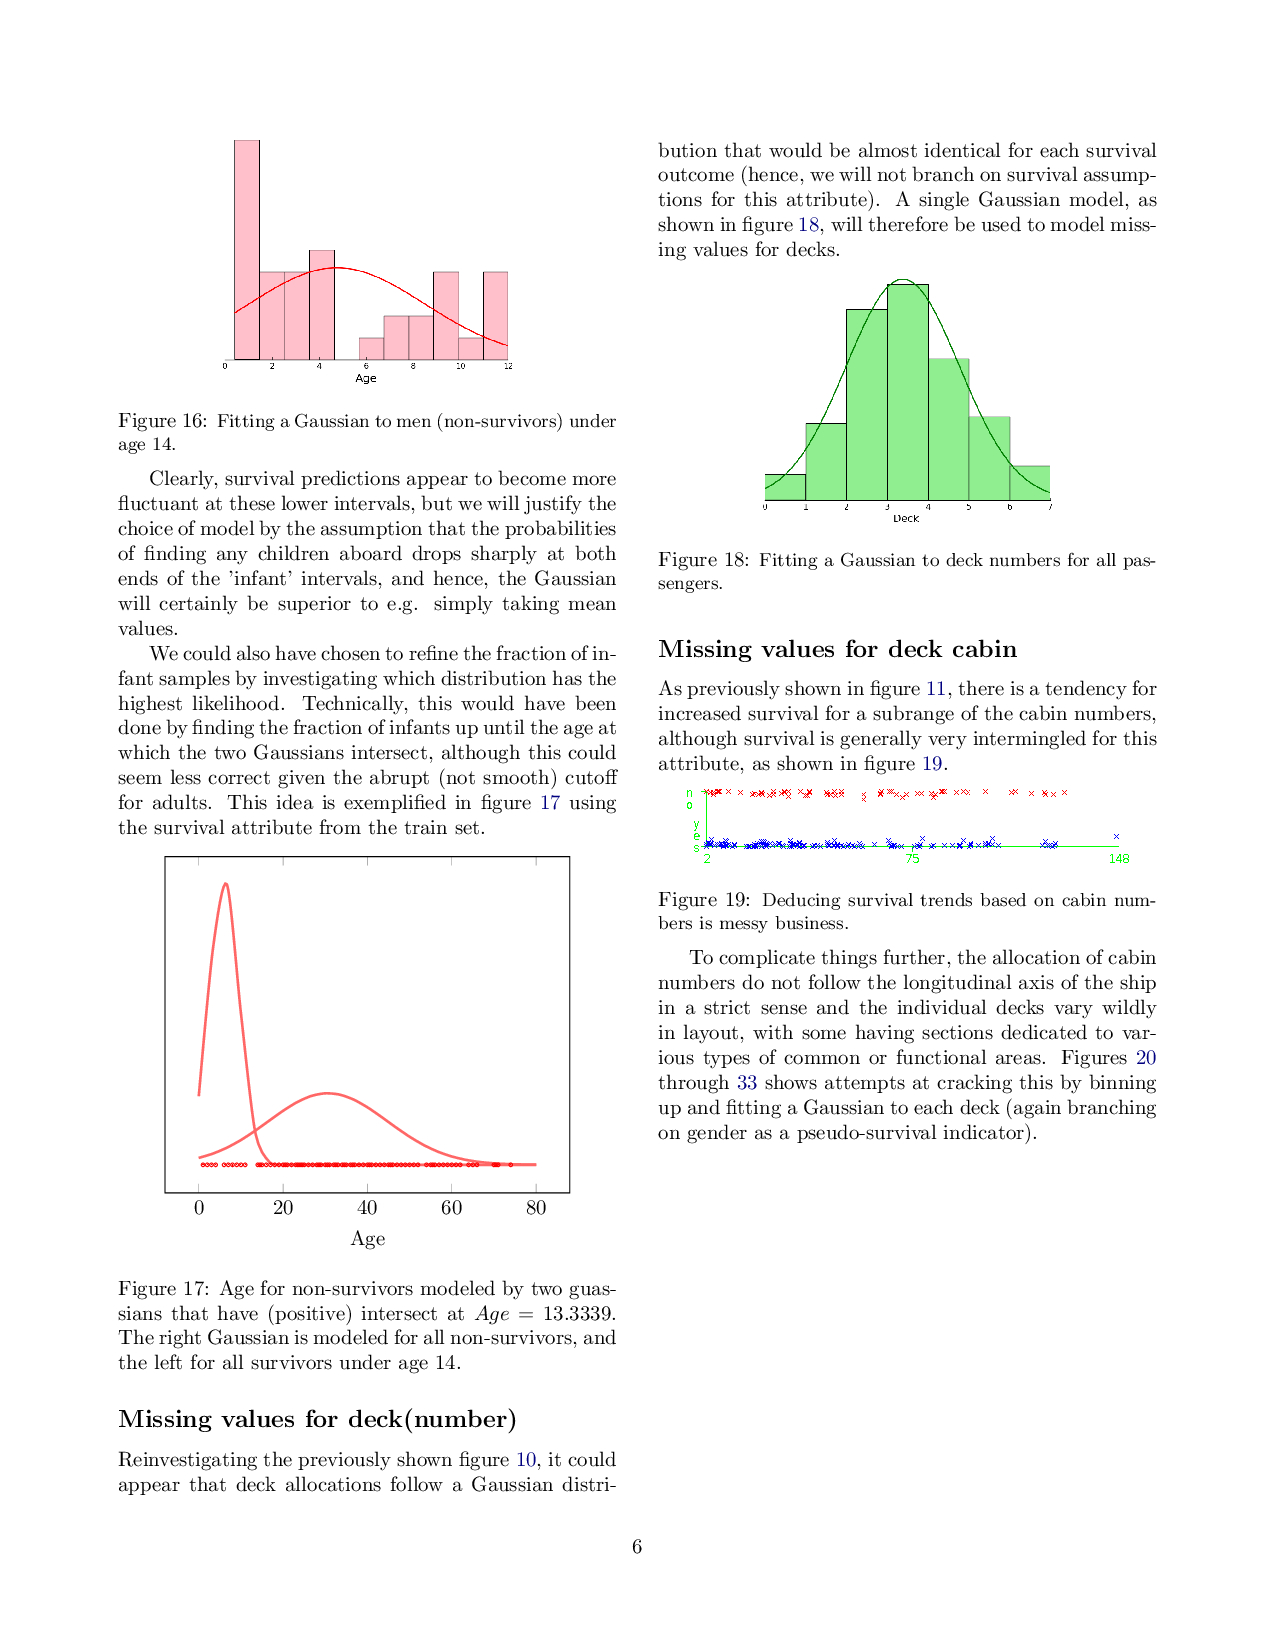 0 2 4 6 8 10 12
Age
Figure 16: Fitting a Gaussian to men (non-survivors) under
age 14.
Clearly, survival predictions appear to become more
fluctuant at these lower intervals, but we will justify the
choice of model by the assumption that the probabilities
of finding any children aboard drops sharply at both
ends of the 'infant' intervals, and hence, the Gaussian
will certainly be superior to e.g. simply taking mean
values.
We could also have chosen to refine the fraction of in-
fant samples by investigating which distribution has the
highest likelihood. Technically, this would have been
done by finding the fraction of infants up until the age at
which the two Gaussians intersect, although this could
seem less correct given the abrupt (not smooth) cutoff
for adults. This idea is exemplified in figure 17 using
the survival attribute from the train set.
0 20 40 60 80
Age
Figure 17: Age for non-survivors modeled by two guas-
sians that have (positive) intersect at Age = 13.3339.
The right Gaussian is modeled for all non-survivors, and
the left for all survivors under age 14.
Missing values for deck(number)
Reinvestigating the previously shown figure 10, it could
appear that deck allocations follow a Gaussian distri-
bution that would be almost identical for each survival
outcome (hence, we will not branch on survival assump-
tions for this attribute). A single Gaussian model, as
shown in figure 18, will therefore be used to model miss-
ing values for decks.
0 1 2 3 4 5 6 7
Deck
Figure 18: Fitting a Gaussian to deck numbers for all pas-
sengers.
Missing values for deck cabin
As previously shown in figure 11, there is a tendency for
increased survival for a subrange of the cabin numbers,
although survival is generally very intermingled for this
attribute, as shown in figure 19.
no
yes
2 75 148
Figure 19: Deducing survival trends based on cabin num-
bers is messy business.
To complicate things further, the allocation of cabin
numbers do not follow the longitudinal axis of the ship
in a strict sense and the individual decks vary wildly
in layout, with some having sections dedicated to var-
ious types of common or functional areas. Figures 20
through 33 shows attempts at cracking this by binning
up and fitting a Gaussian to each deck (again branching
on gender as a pseudo-survival indicator).
6